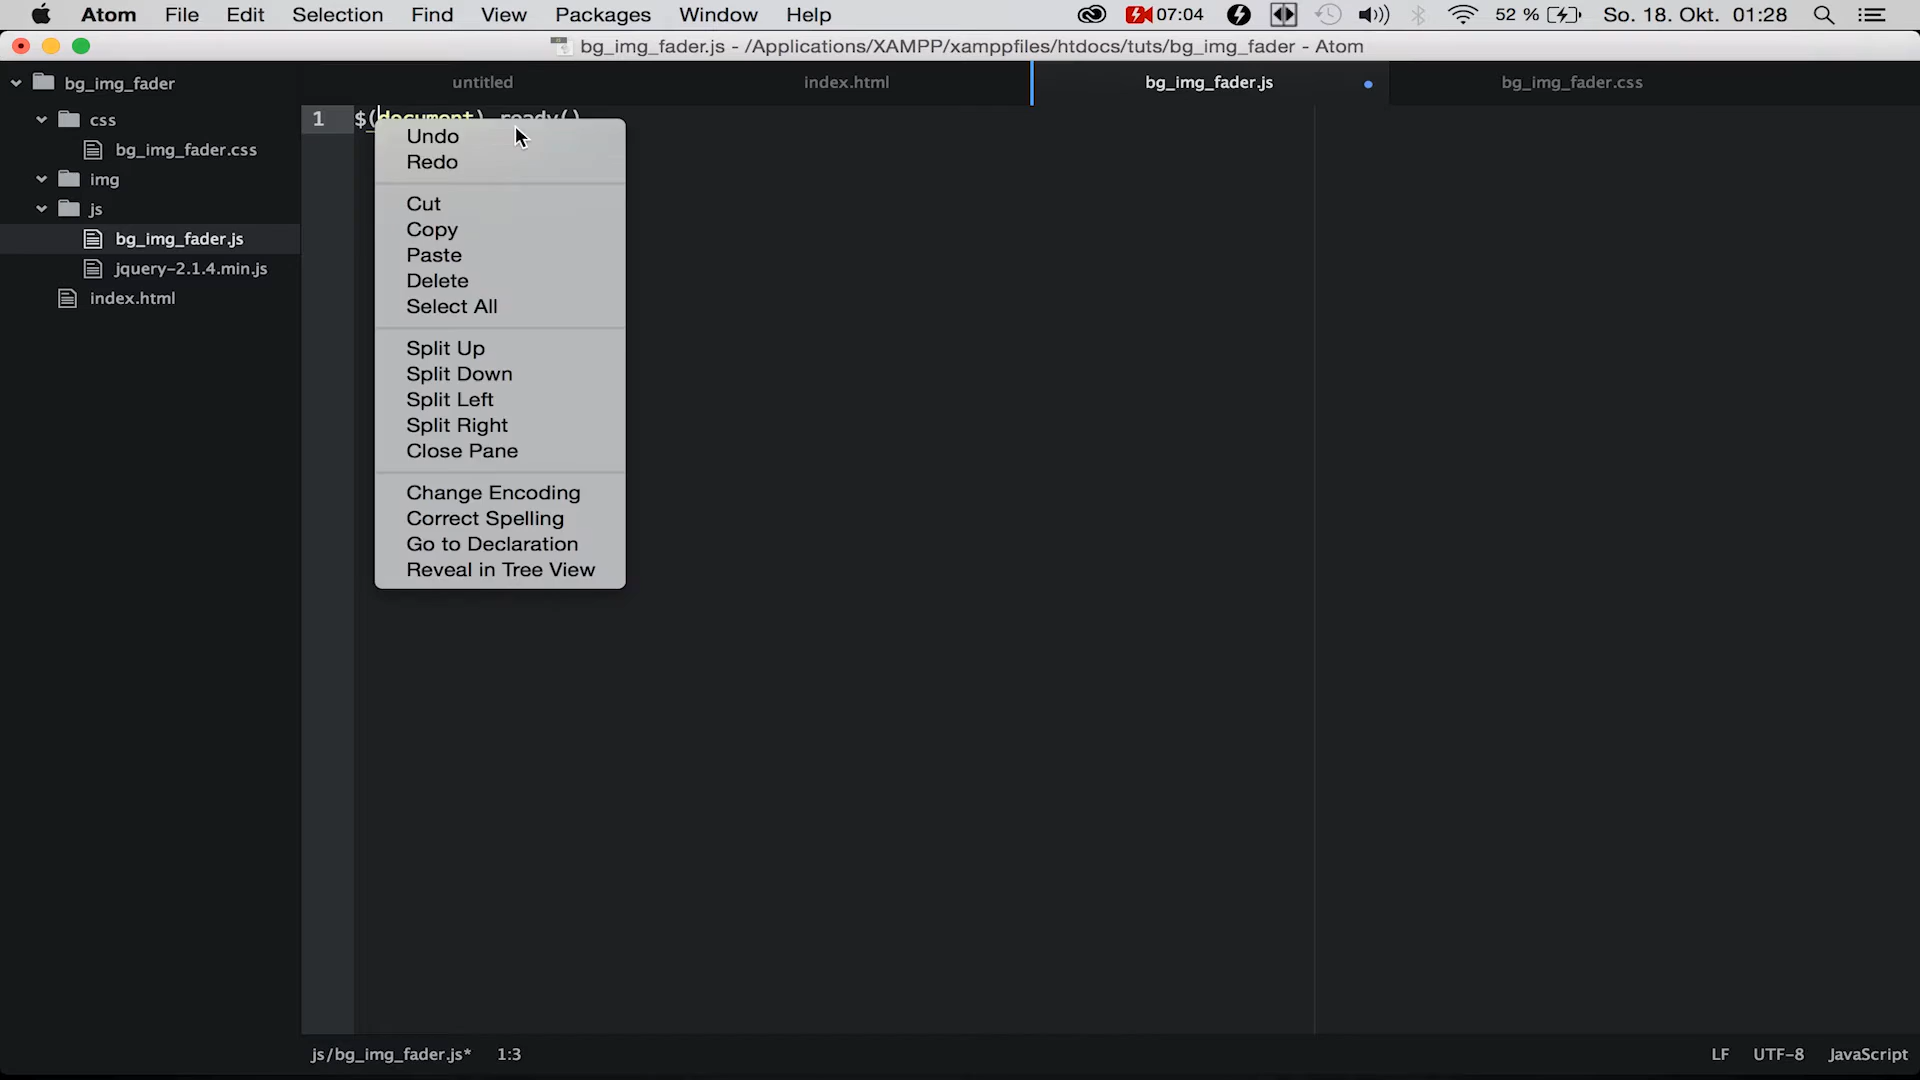 Atom File Edit Selection Find View Packages Window Help 07:04 52 % So. 18. Okt. 01:28
bg_img_fader.js - /Applications/XAMPP/xamppfiles/htdocs/tuts/bg_img_fader - Atom
bg_img_fader
untitled index.html bg_img_fader.js bg_img_fader.css
css
bg_img_fader.css
img
js
bg_img_fader.js
jquery-2.1.4.min.js
index.html
1 $(document).ready()
Undo
Redo
Cut
Copy
Paste
Delete
Select All
Split Up
Split Down
Split Left
Split Right
Close Pane
Change Encoding
Correct Spelling
Go to Declaration
Reveal in Tree View
js/bg_img_fader.js* 1:3 LF UTF-8 JavaScript